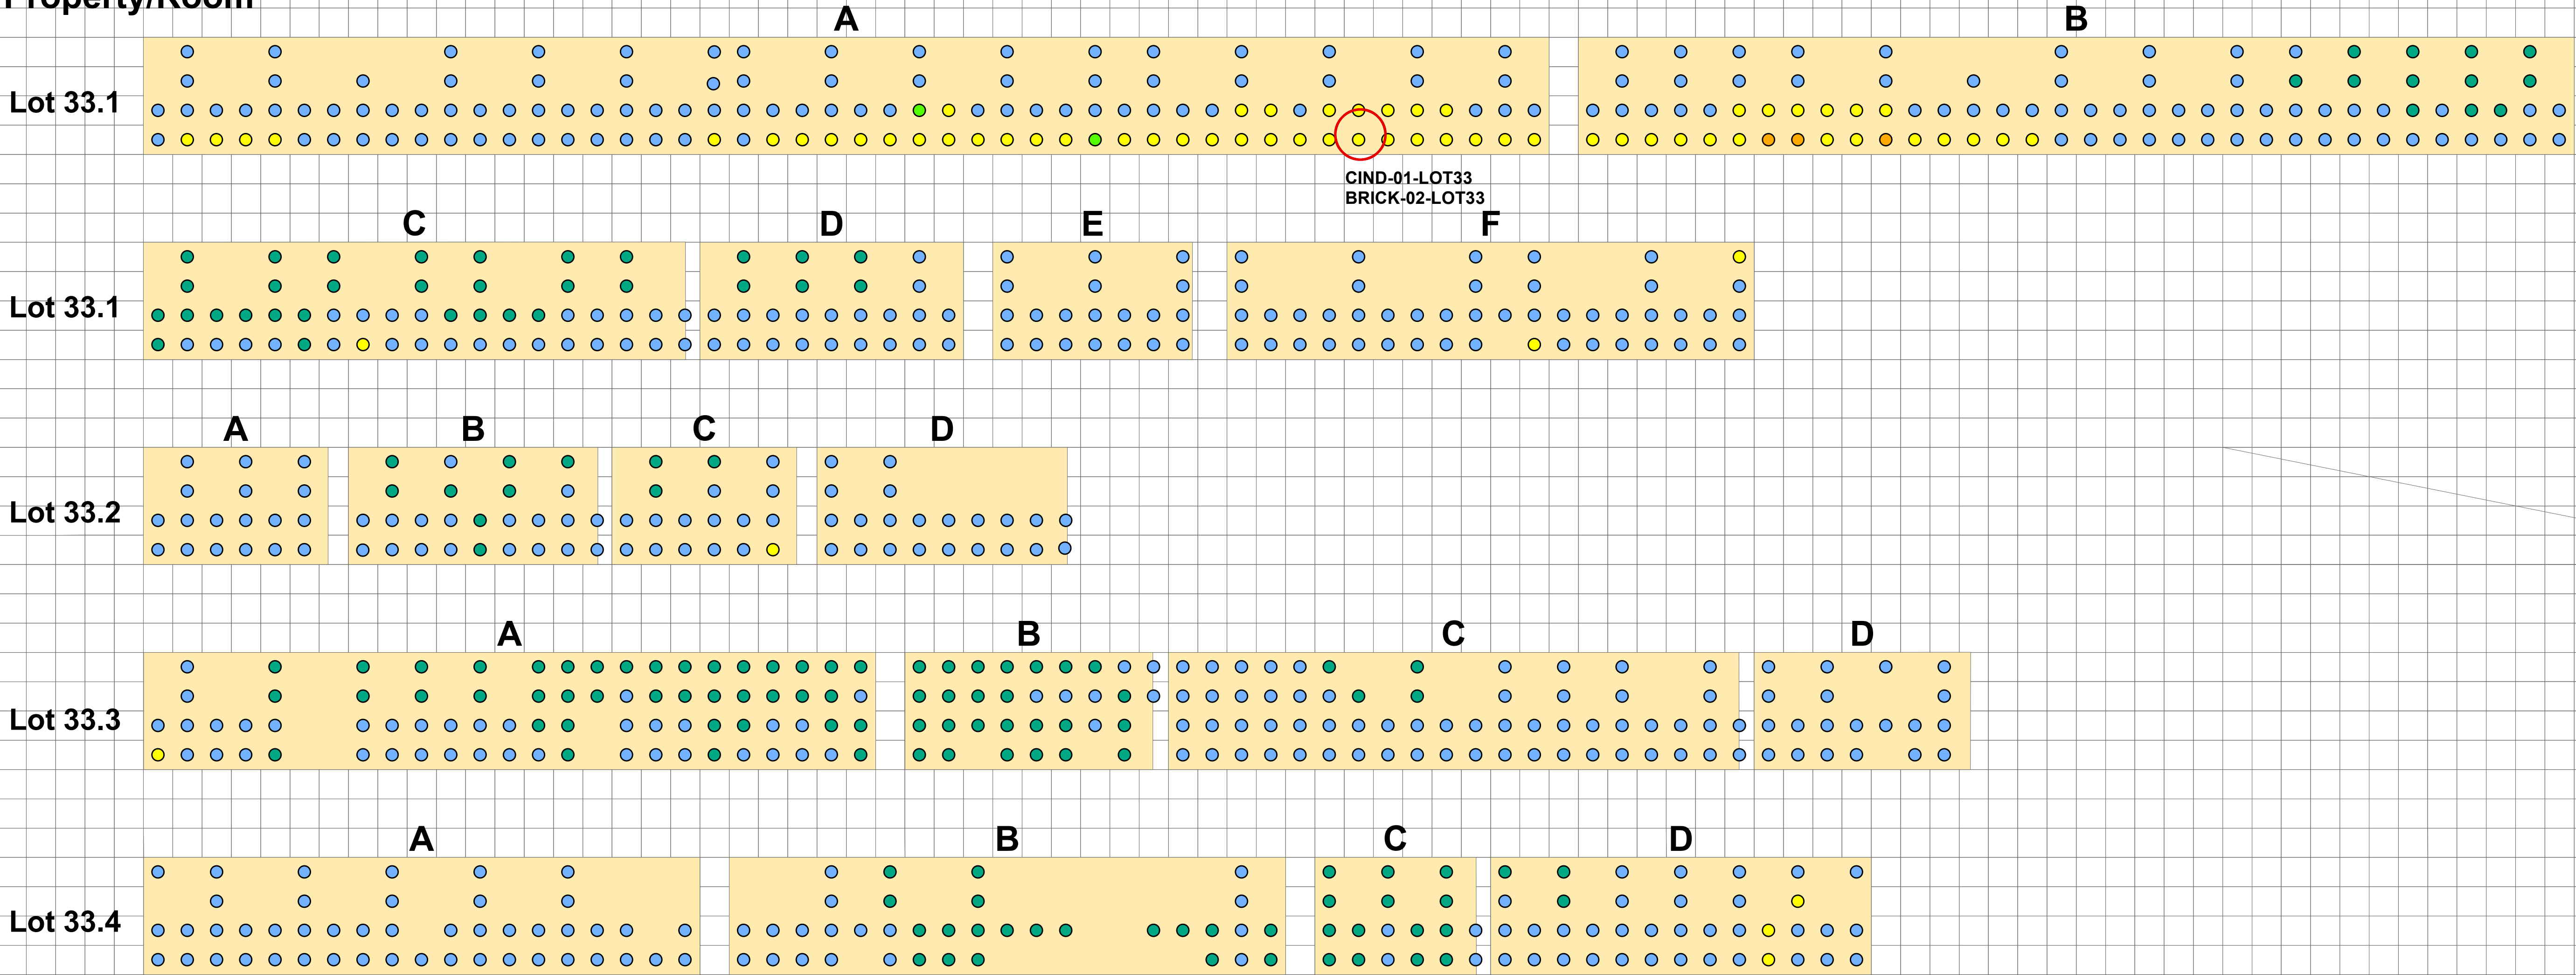 Property/Room
A B
Lot 33.1
CIND-01-LOT33
BRICK-02-LOT33
C D E F
Lot 33.1
A B C D
Lot 33.2
A B C D
Lot 33.3
A B C D
Lot 33.4